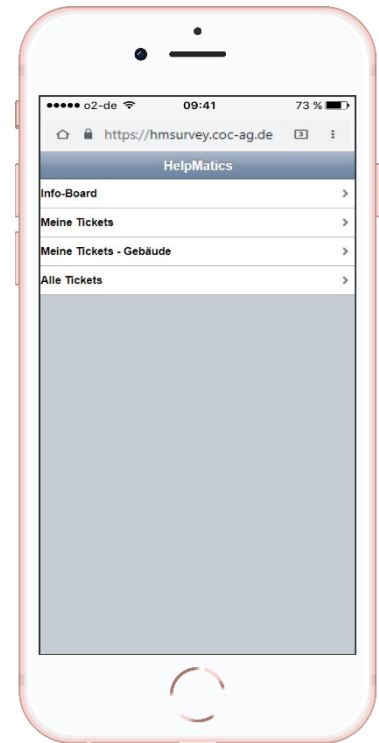 o2-de 09:41 73 %
https://hmsurvey.coc-ag.de 3
HelpMatics
Info-Board
Meine Tickets
Meine Tickets - Gebäude
Alle Tickets